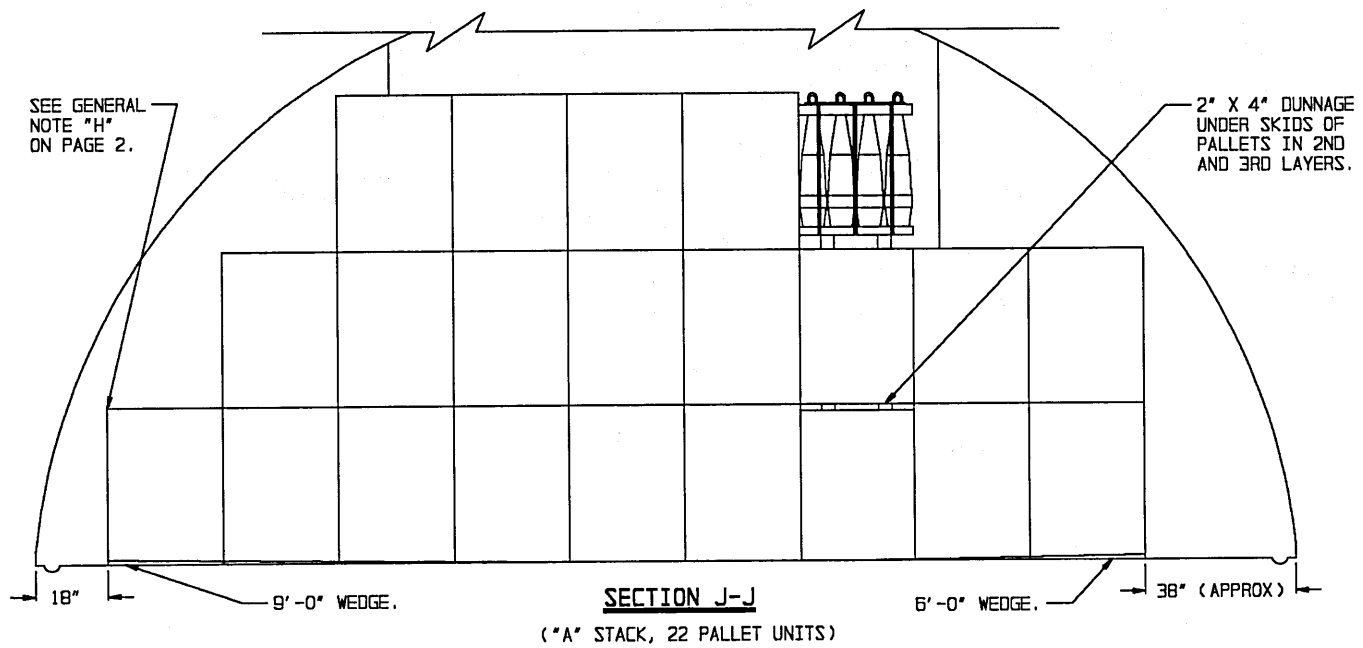 SEE GENERAL
NOTE "H"
ON PAGE 2.
2" X 4" DUNNAGE
UNDER SKIDS OF
PALLETS IN 2ND
AND 3RD LAYERS.
18"
9'-0" WEDGE.
SECTION J-J
6'-0" WEDGE.
38" (APPROX)
("A" STACK, 22 PALLET UNITS)